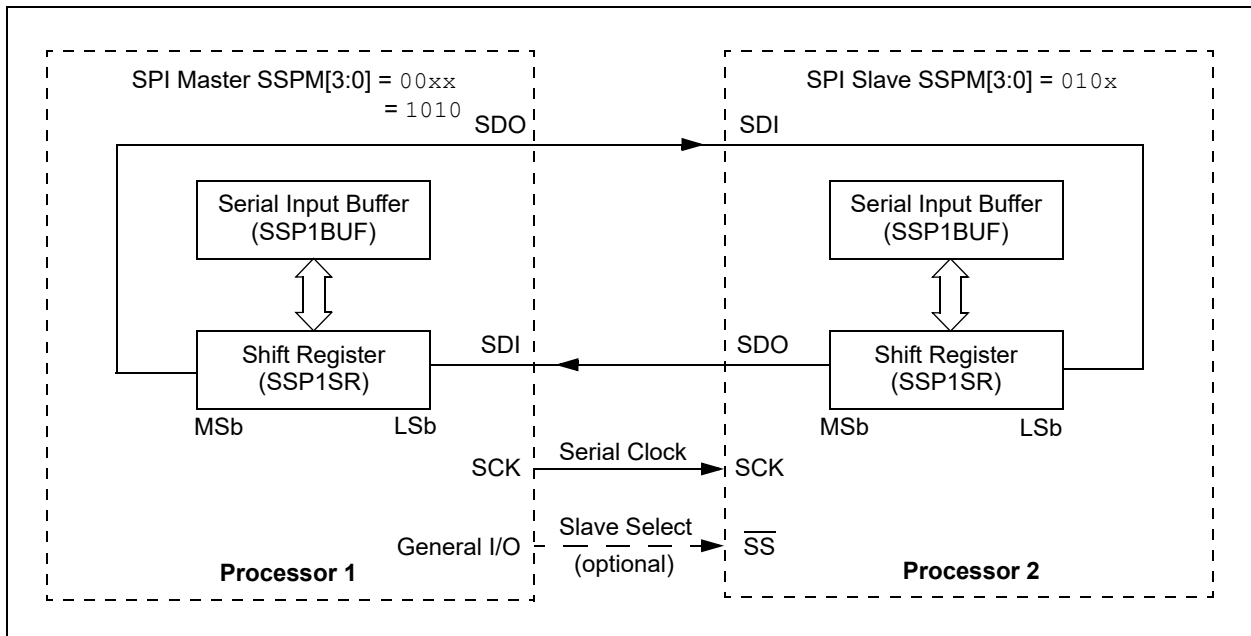 SPI Master SSPM[3:0] = 00xx
= 1010
SPI Slave SSPM[3:0] = 010x
SDO
SDI
Serial Input Buffer
(SSP1BUF)
Serial Input Buffer
(SSP1BUF)
Shift Register
(SSP1SR)
SDI
SDO
Shift Register
(SSP1SR)
MSb
LSb
MSb
LSb
SCK
Serial Clock
SCK
General I/O
Slave Select
(optional)
S̅S̅
Processor 1
Processor 2